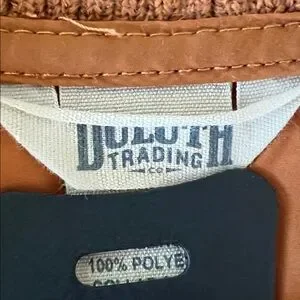 DULUTH
TRADING
CO
100% POLYE